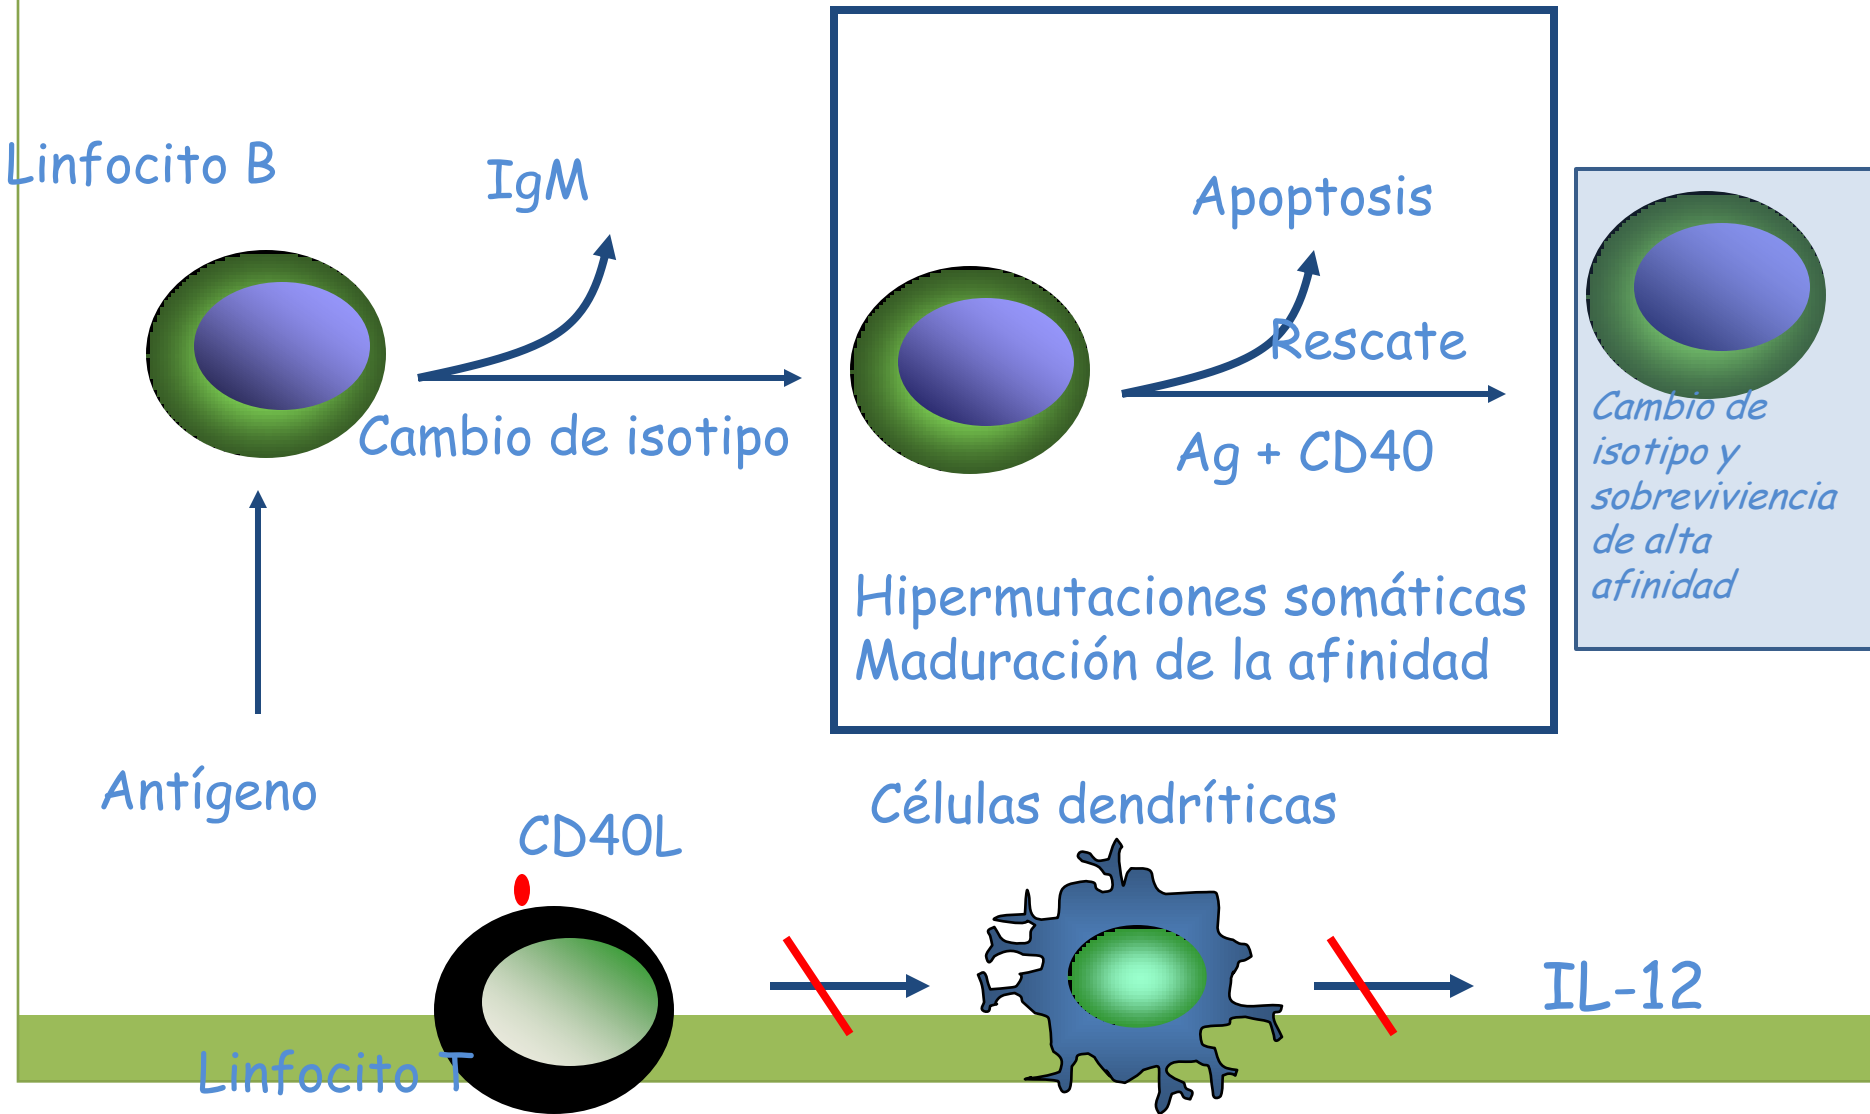 Linfocito B
IgM
Cambio de isotipo
Antígeno
Apoptosis
Rescate
Ag + CD40
Hipermutaciones somáticas
Maduración de la afinidad
Cambio de
isotipo y
sobreviviencia
de alta
afinidad
CD40L
Linfocito T
Células dendríticas
IL-12